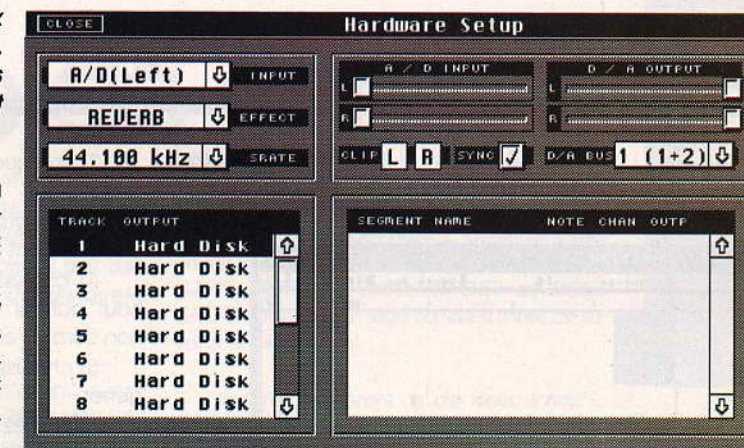 CLOSE Hardware Setup
A/D(Left) INPUT
REVERB EFFECT
44.100 kHz SRATE
A / D INPUT
L
R
D / A OUTPUT
L
R
CLIP L R SYNC D/A BUS 1 (1+2)
TRACK OUTPUT
1 Hard Disk
2 Hard Disk
3 Hard Disk
4 Hard Disk
5 Hard Disk
6 Hard Disk
7 Hard Disk
8 Hard Disk
SEGMENT NAME NOTE CHAN OUTP